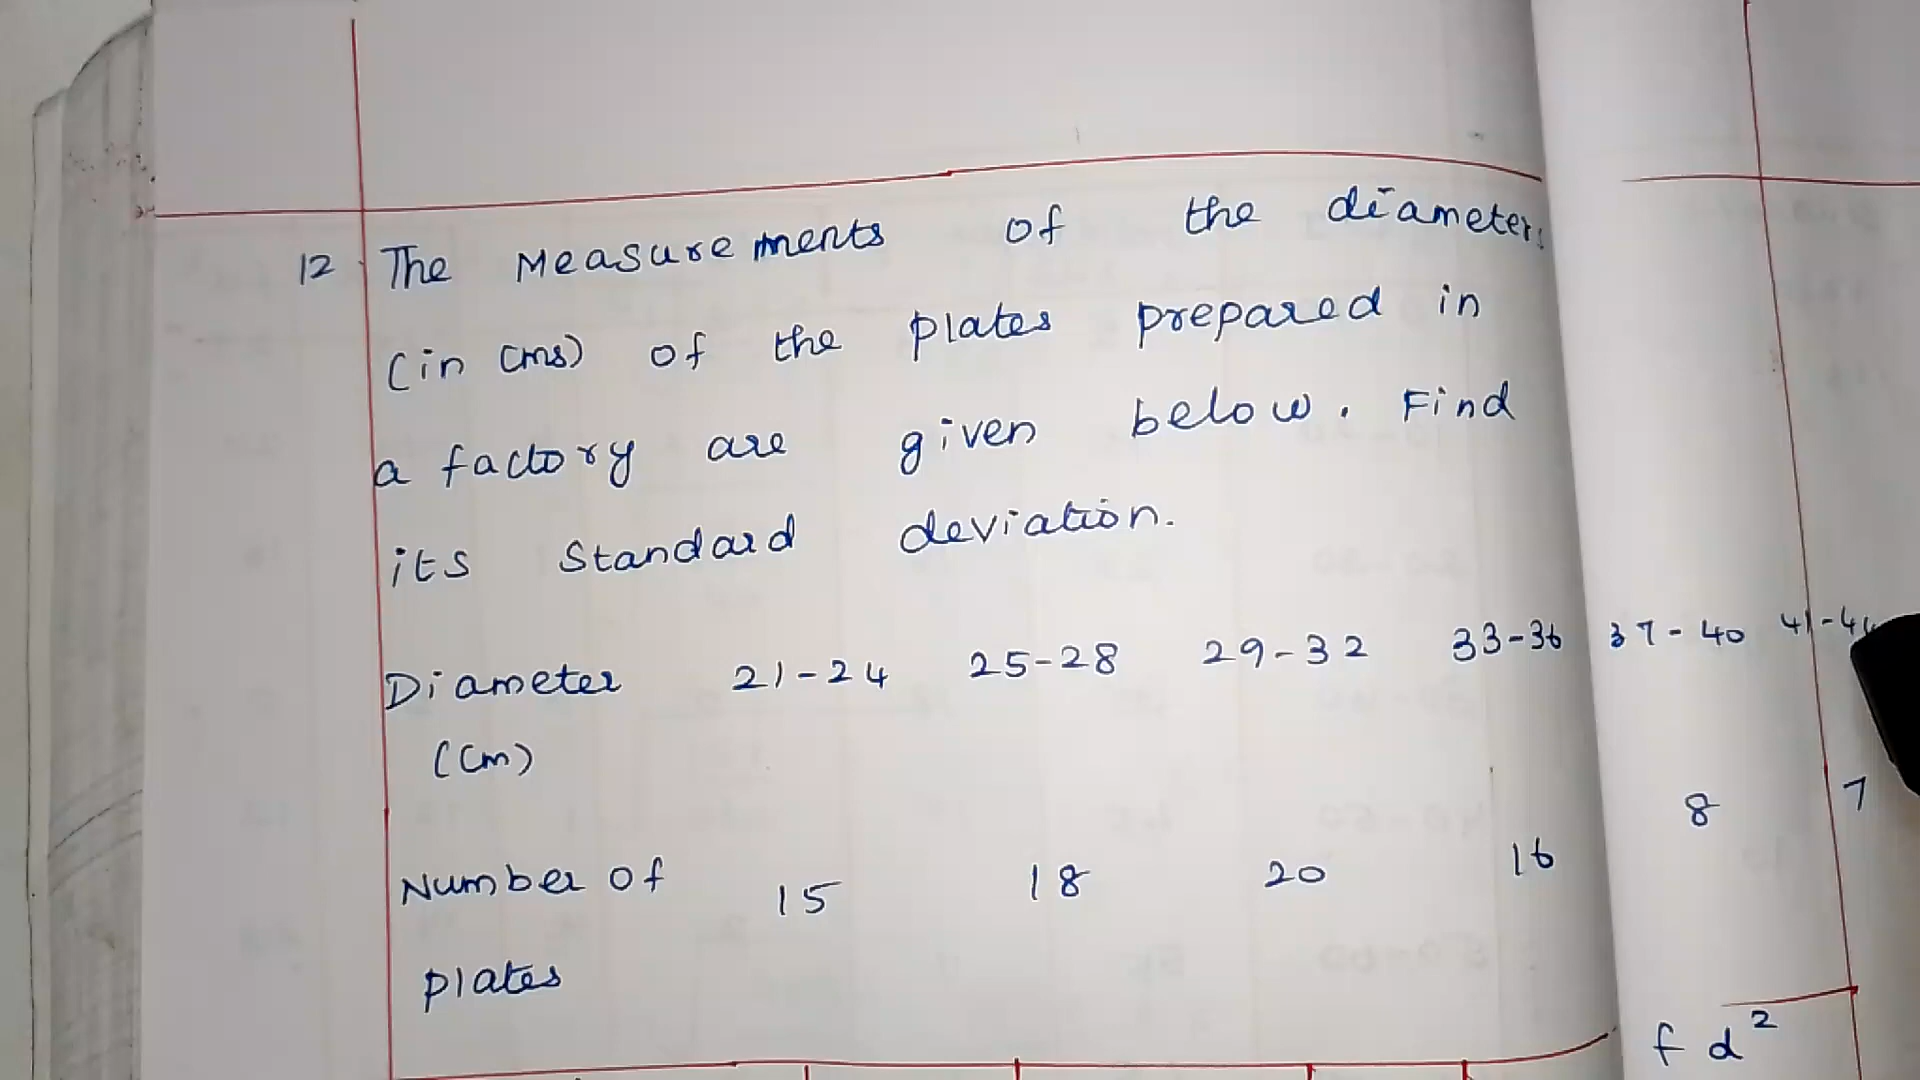 12 The Measurements of the diameters
(in cms) of the plates prepared in
a factory are given below. Find
its Standard deviation.
Diameter 21-24 25-28 29-32 33-36 37-40
(cm)
Number of 15 18 20 16 8 7
plates
fd²